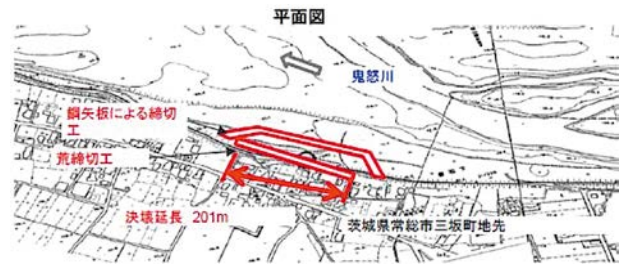 平面図
鬼怒川
鋼矢板による締切
工
荒締切工
決壊延長 201m
茨城県常総市三坂町地先